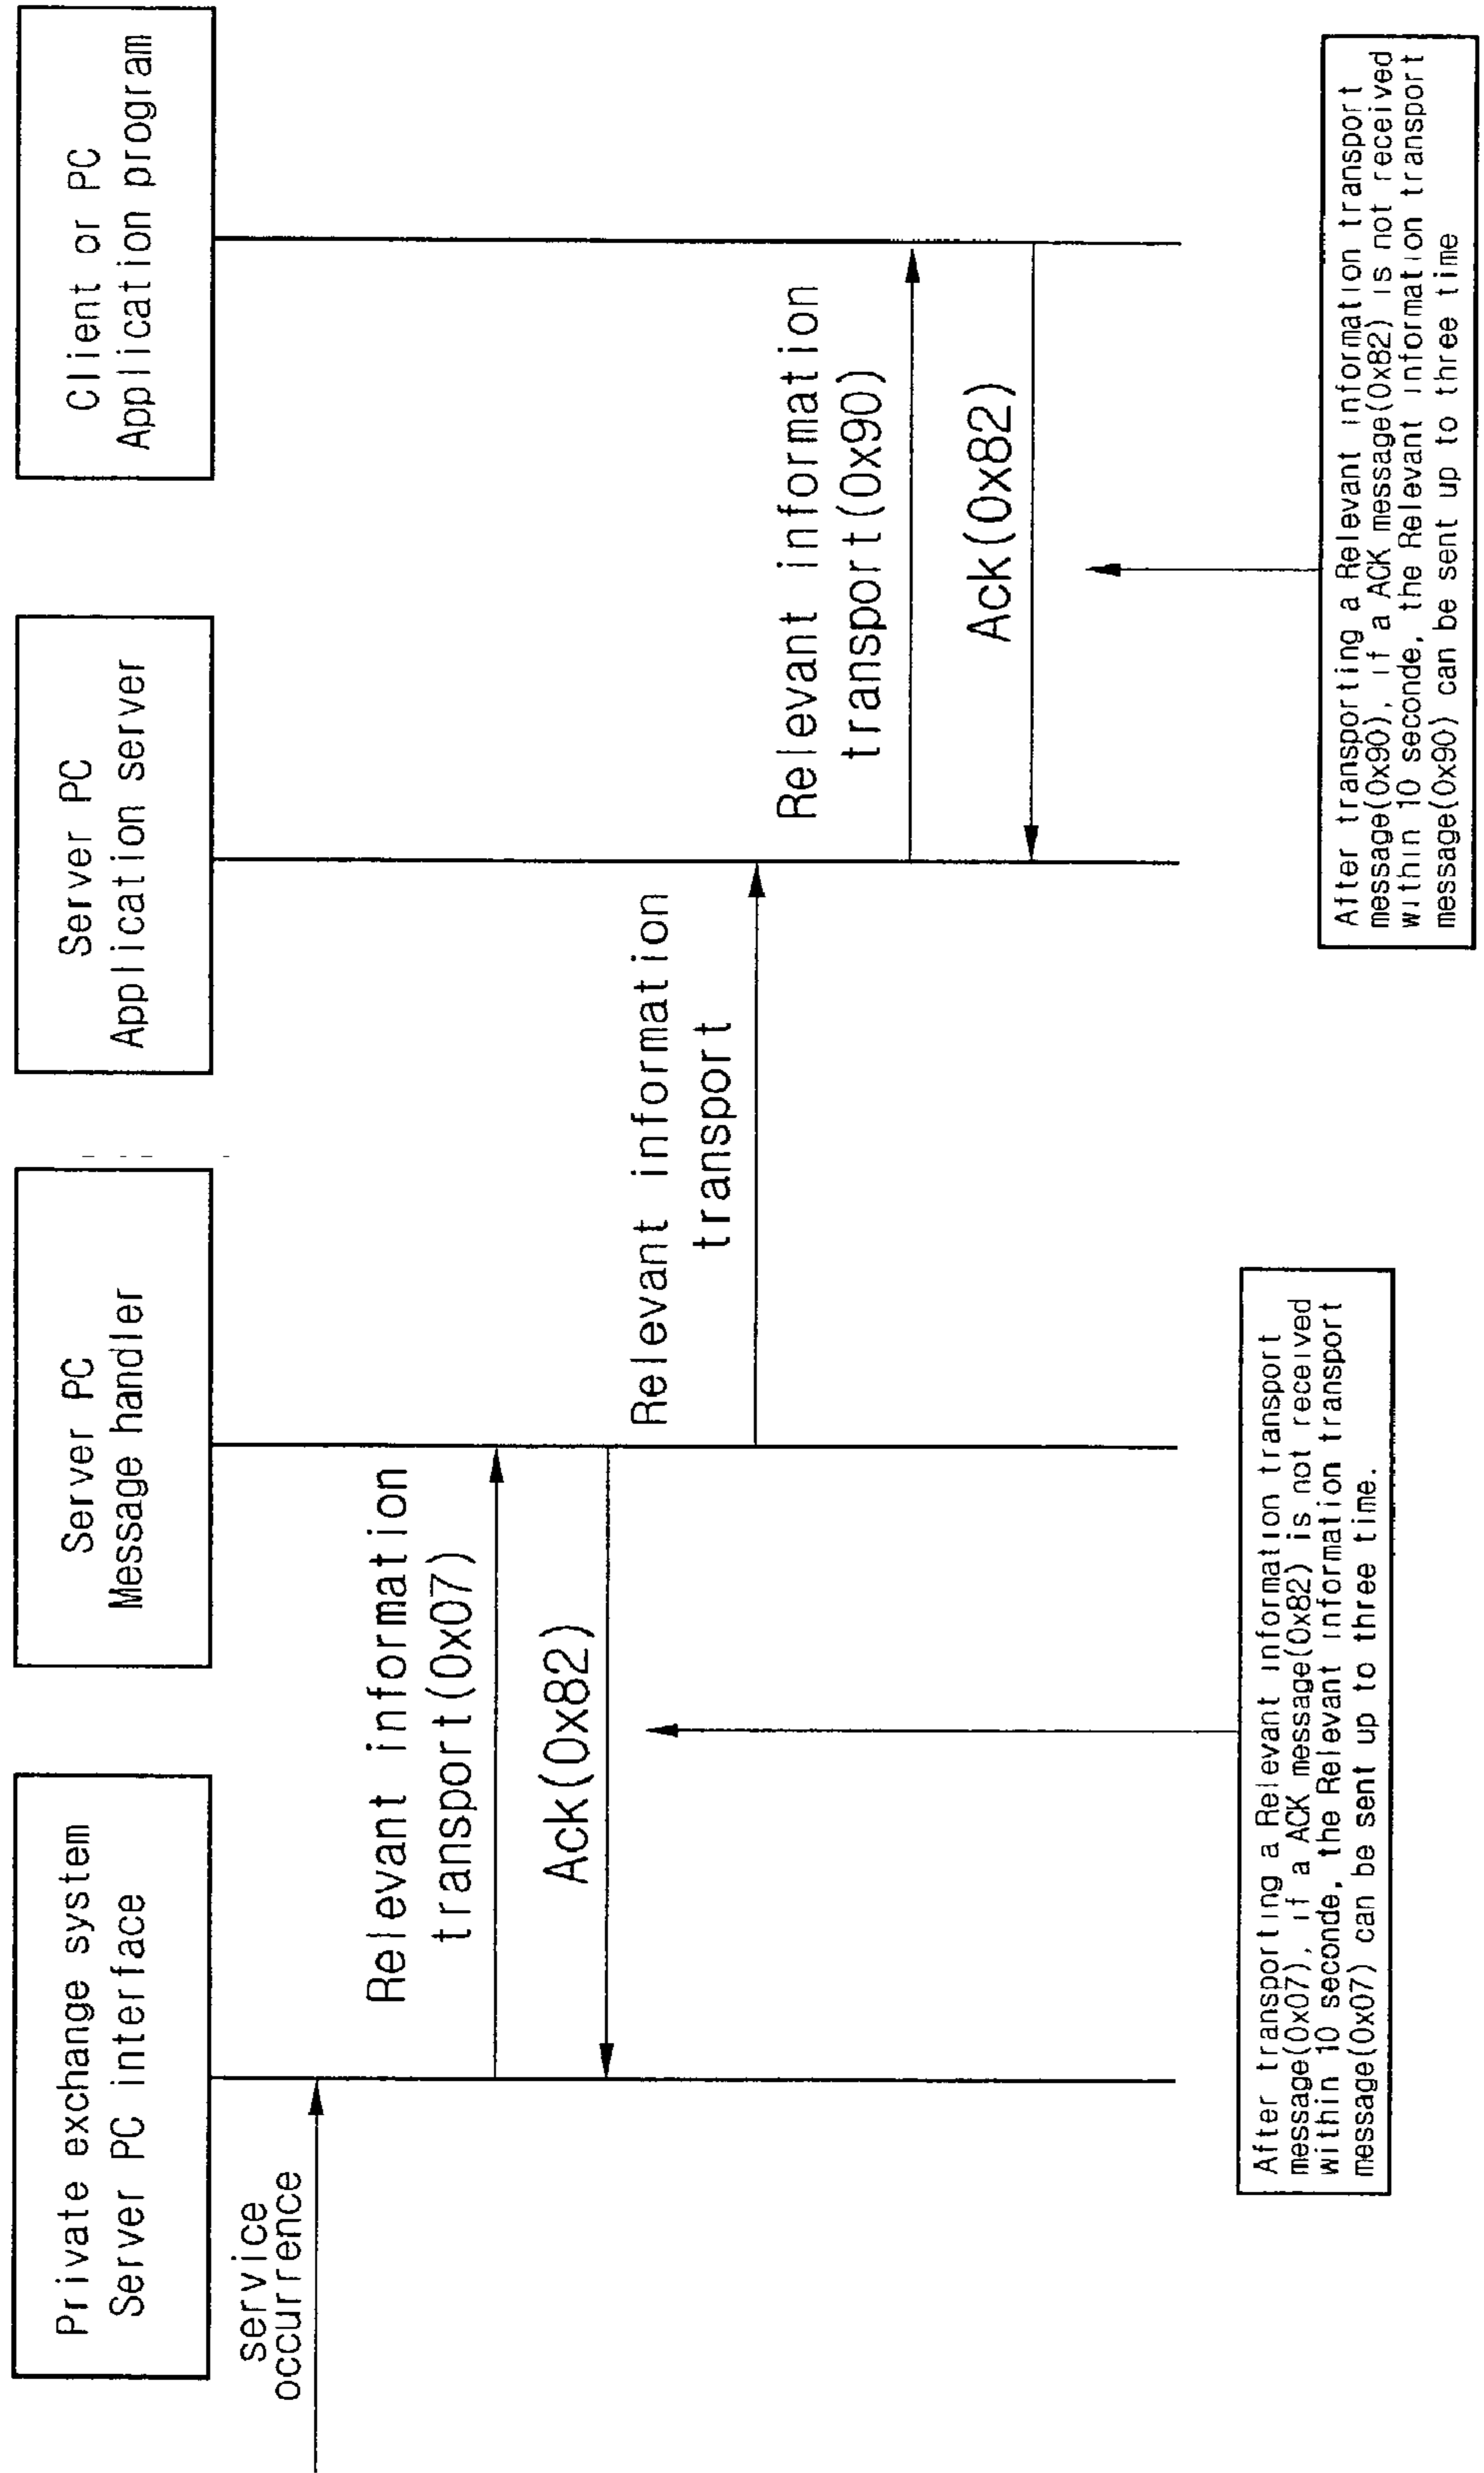 Private exchange system
Server PC interface
Server PC
Message handler
Server PC
Application server
Client or PC
Application program
service
occurrence
Relevant information
transport(0x07)
Ack(0x82)
Relevant information
transport
Relevant information
transport(0x90)
Ack(0x82)
After transporting a Relevant information transport
message(0x07), if a ACK message(0x82) is not received
within 10 seconde, the Relevant information transport
message(0x07) can be sent up to three time.
After transporting a Relevant information transport
message(0x90), if a ACK message(0x82) is not received
within 10 seconde, the Relevant information transport
message(0x90) can be sent up to three time